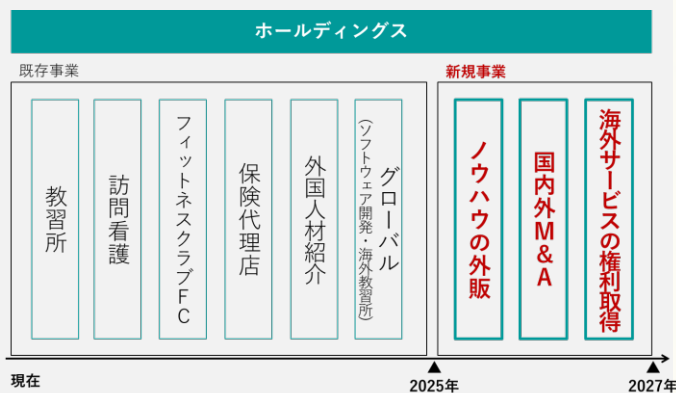 ホールディングス
既存事業
新規事業
教習所
訪問看護
フィットネスクラブFC
保険代理店
外国人材紹介
グローバル
(ソフトウェア開発・海外教習所)
ノウハウの外販
国内外M&A
海外サービスの権利取得
現在
2025年
2027年